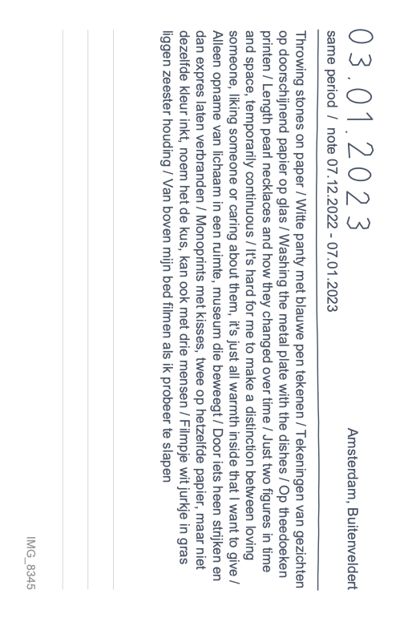 03.01.2023
Amsterdam, Buitenveldert
same period / note 07.12.2022 - 07.01.2023
Throwing stones on paper / Witte panty met blauwe pen tekenen / Tekeningen van gezichten
op doorschijnend papier op glas / Washing the metal plate with the dishes / Op theedoeken
printen / Length pearl necklaces and how they changed over time / Just two figures in time
and space, temporarily continuous / It's hard for me to make a distinction between loving
someone, liking someone or caring about them, it's just all warmth inside that I want to give /
Alleen opname van lichaam in een ruimte, museum die beweegt / Door iets heen strijken en
dan expres laten verbranden / Monoprints met kisses, twee op hetzelfde papier, maar niet
dezelfde kleur inkt, noem het de kus, kan ook met drie mensen / Filmpje wit jurkje in gras
liggen zeester houding / Van boven mijn bed filmen als ik probeer te slapen
IMG_8345